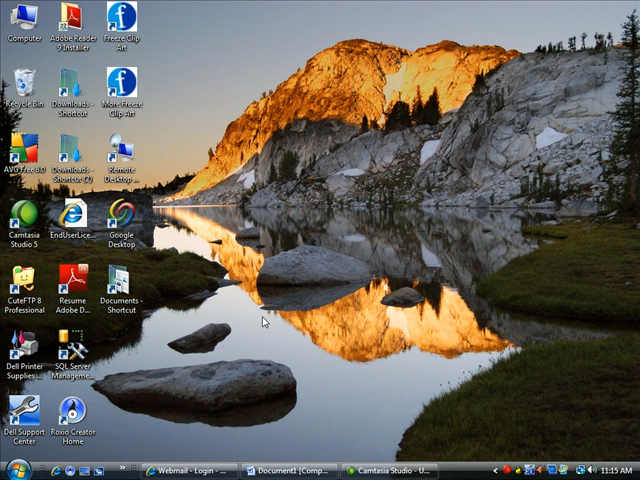 Computer
Adobe Reader
9 Installer
Freeze Clip
Art
Recycle Bin
Downloads -
Shortcut
More Freeze
Clip Art
AVG Free 8.0
Downloads -
Shortcut (2)
Remote
Desktop ...
Camtasia
Studio 5
EndUserLice...
Google
Desktop
CuteFTP 8
Professional
Resume
Adobe D...
Documents -
Shortcut
Dell Printer
Supplies ...
SQL Server
Manageme...
Dell Support
Center
Roxio Creator
Home
»
Webmail - Login - ...
Document1 [Comp...
Camtasia Studio - U...
<
11:15 AM